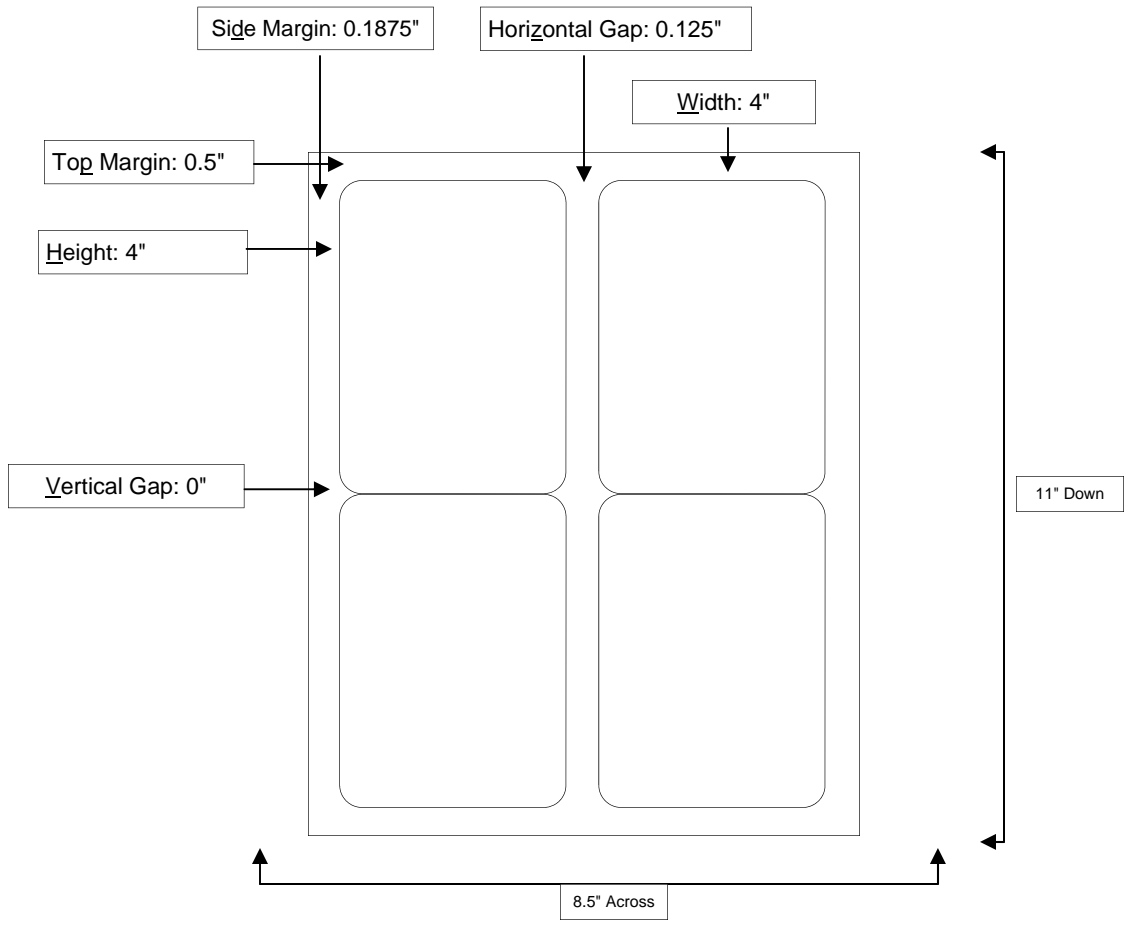 Side Margin: 0.1875"
Horizontal Gap: 0.125"
Width: 4"
Top Margin: 0.5"
Height: 4"
Vertical Gap: 0"
11" Down
8.5" Across